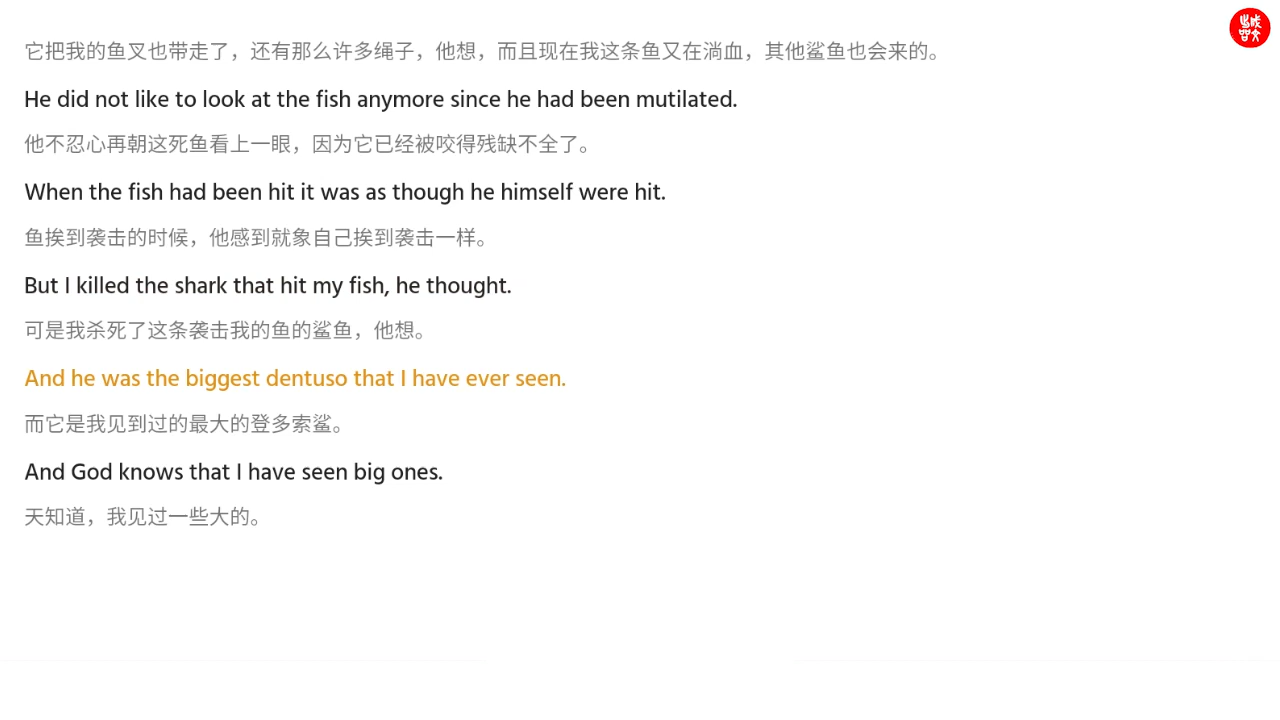 它把我的鱼叉也带走了，还有那么许多绳子，他想，而且现在我这条鱼又在淌血，其他鲨鱼也会来的。
He did not like to look at the fish anymore since he had been mutilated.
他不忍心再朝这死鱼看上一眼，因为它已经被咬得残缺不全了。
When the fish had been hit it was as though he himself were hit.
鱼挨到袭击的时候，他感到就象自己挨到袭击一样。
But I killed the shark that hit my fish, he thought.
可是我杀死了这条袭击我的鱼的鲨鱼，他想。
And he was the biggest dentuso that I have ever seen.
而它是我见到过的最大的登多索鲨。
And God knows that I have seen big ones.
天知道，我见过一些大的。